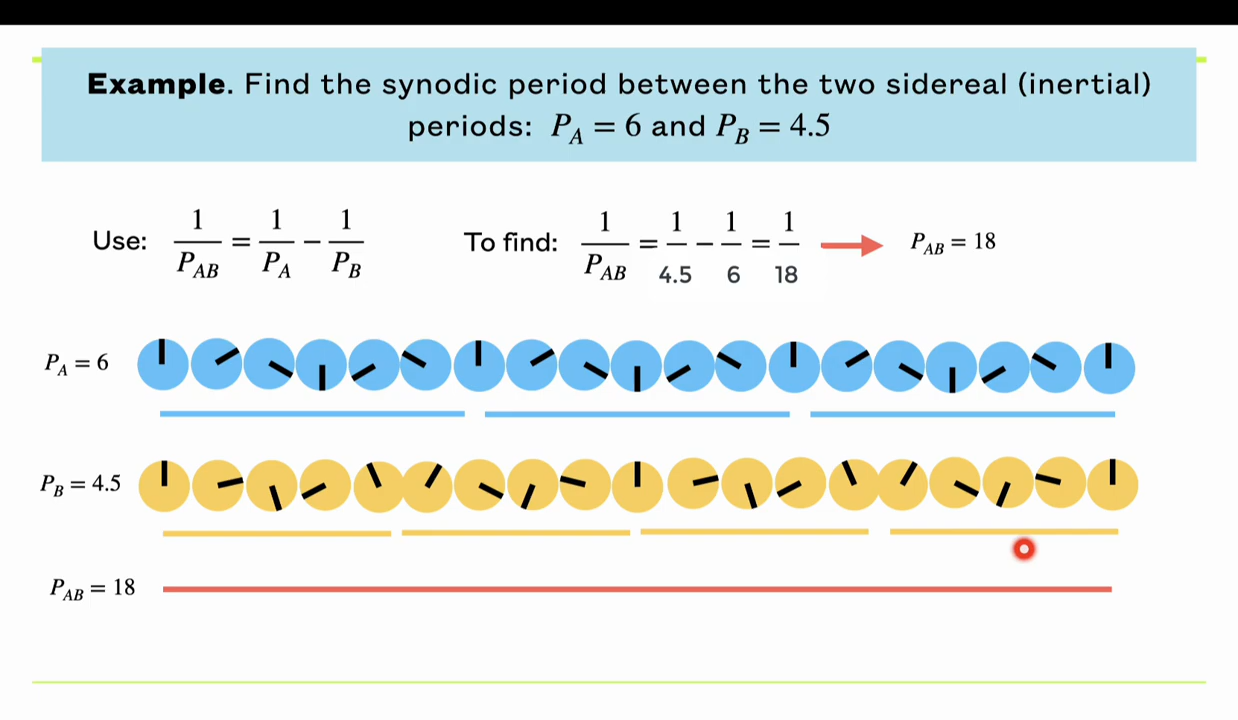 Example. Find the synodic period between the two sidereal (inertial)
periods: P_A = 6 and P_B = 4.5
Use: 1/P_AB = 1/P_A − 1/P_B
To find: 1/P_AB = 1/4.5 − 1/6 = 1/18
P_AB = 18
P_A = 6
P_B = 4.5
P_AB = 18